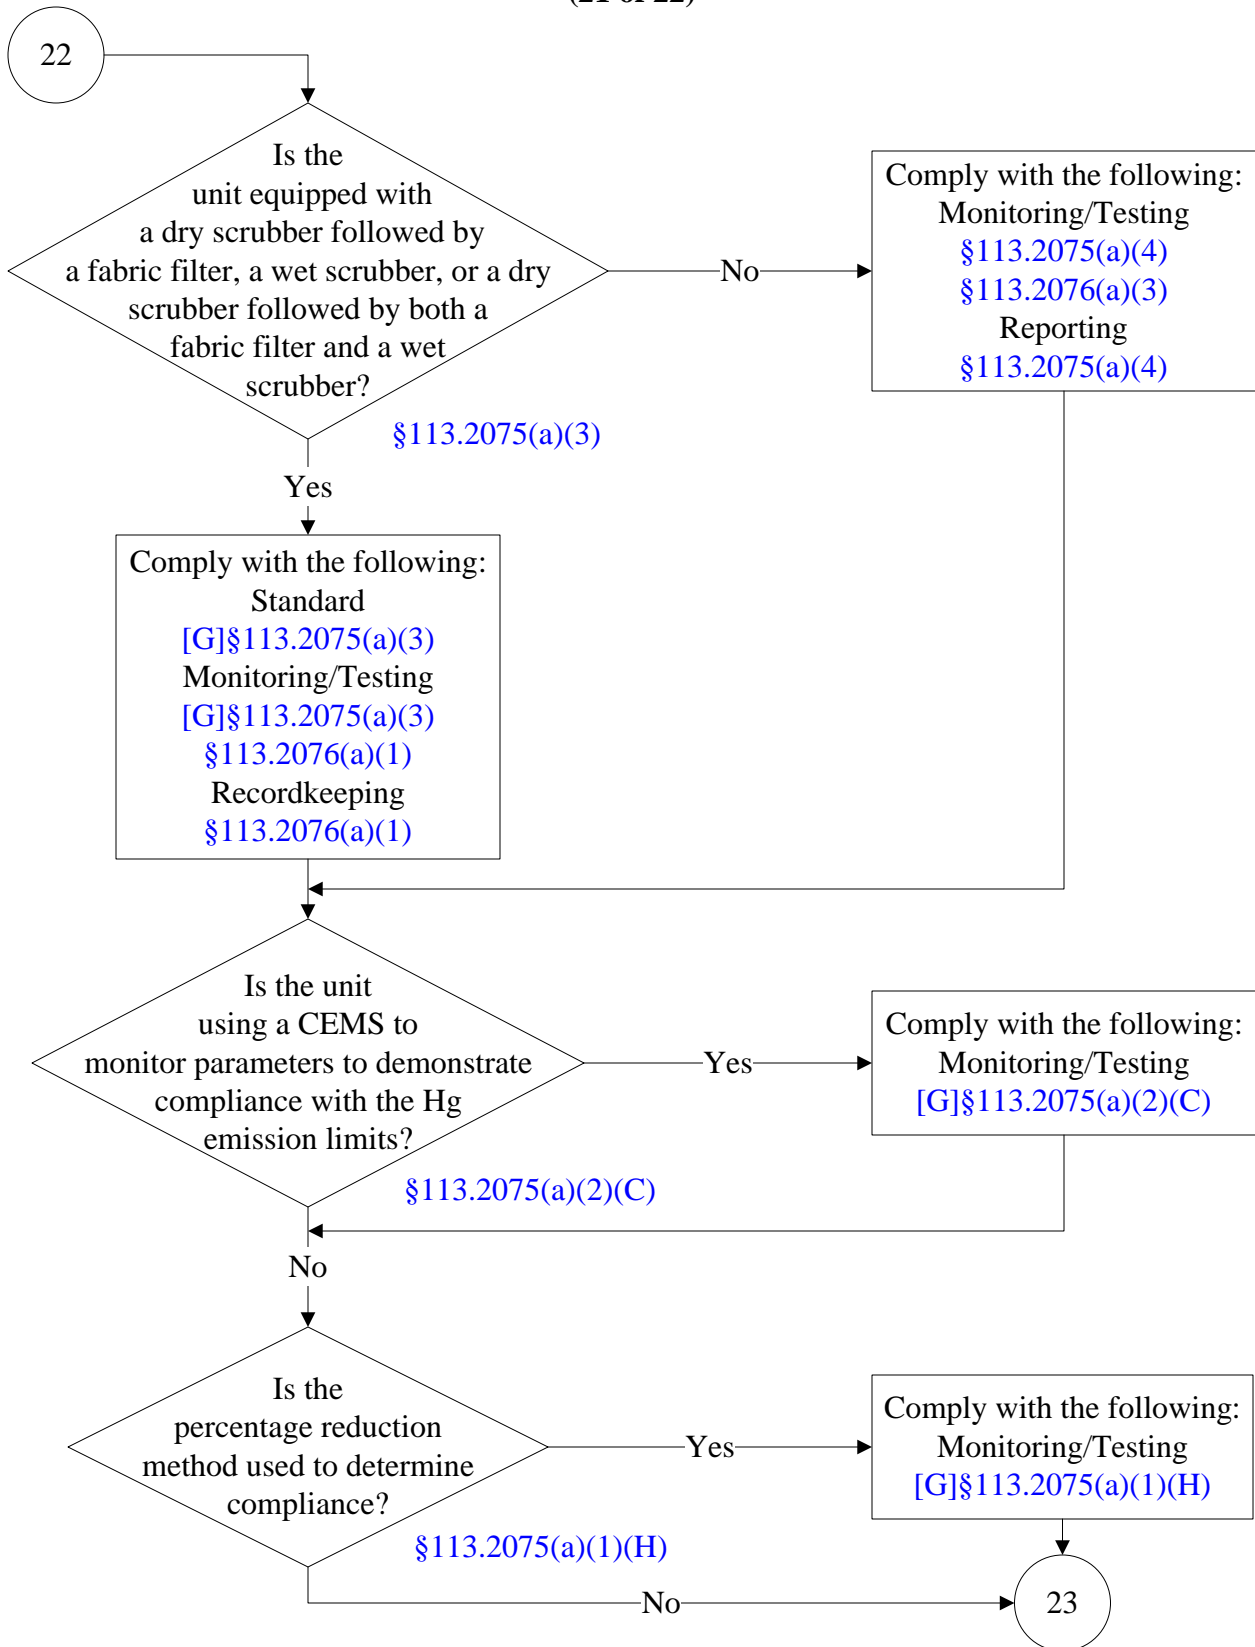 (21 of 22)
22
Is the
unit equipped with
a dry scrubber followed by
a fabric filter, a wet scrubber, or a dry
scrubber followed by both a
fabric filter and a wet
scrubber?
§113.2075(a)(3)
No
Comply with the following:
Monitoring/Testing
§113.2075(a)(4)
§113.2076(a)(3)
Reporting
§113.2075(a)(4)
Yes
Comply with the following:
Standard
[G]§113.2075(a)(3)
Monitoring/Testing
[G]§113.2075(a)(3)
§113.2076(a)(1)
Recordkeeping
§113.2076(a)(1)
Is the unit
using a CEMS to
monitor parameters to demonstrate
compliance with the Hg
emission limits?
§113.2075(a)(2)(C)
Yes
Comply with the following:
Monitoring/Testing
[G]§113.2075(a)(2)(C)
No
Is the
percentage reduction
method used to determine
compliance?
§113.2075(a)(1)(H)
Yes
Comply with the following:
Monitoring/Testing
[G]§113.2075(a)(1)(H)
No
23